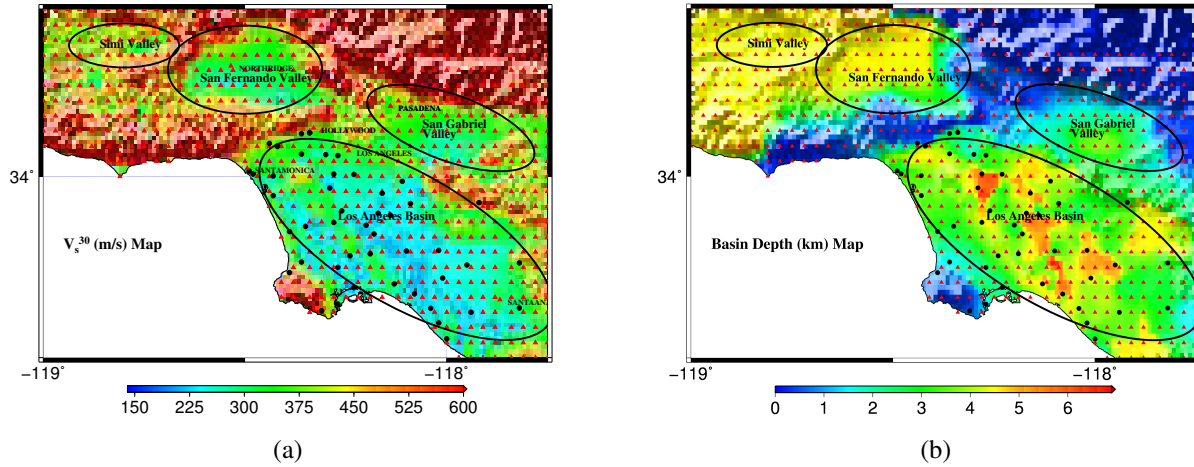 Simi Valley
NORTHRIDGE
San Fernando Valley
PASADENA
San Gabriel
Valley
HOLLYWOOD
LOS ANGELES
SANTAMONICA
34°
Los Angeles Basin
V_s^30 (m/s) Map
SANTAAN
−119° −118°
150 225 300 375 450 525 600
(a)
Simi Valley
San Fernando Valley
San Gabriel
Valley
34°
Los Angeles Basin
Basin Depth (km) Map
−119° −118°
0 1 2 3 4 5 6
(b)